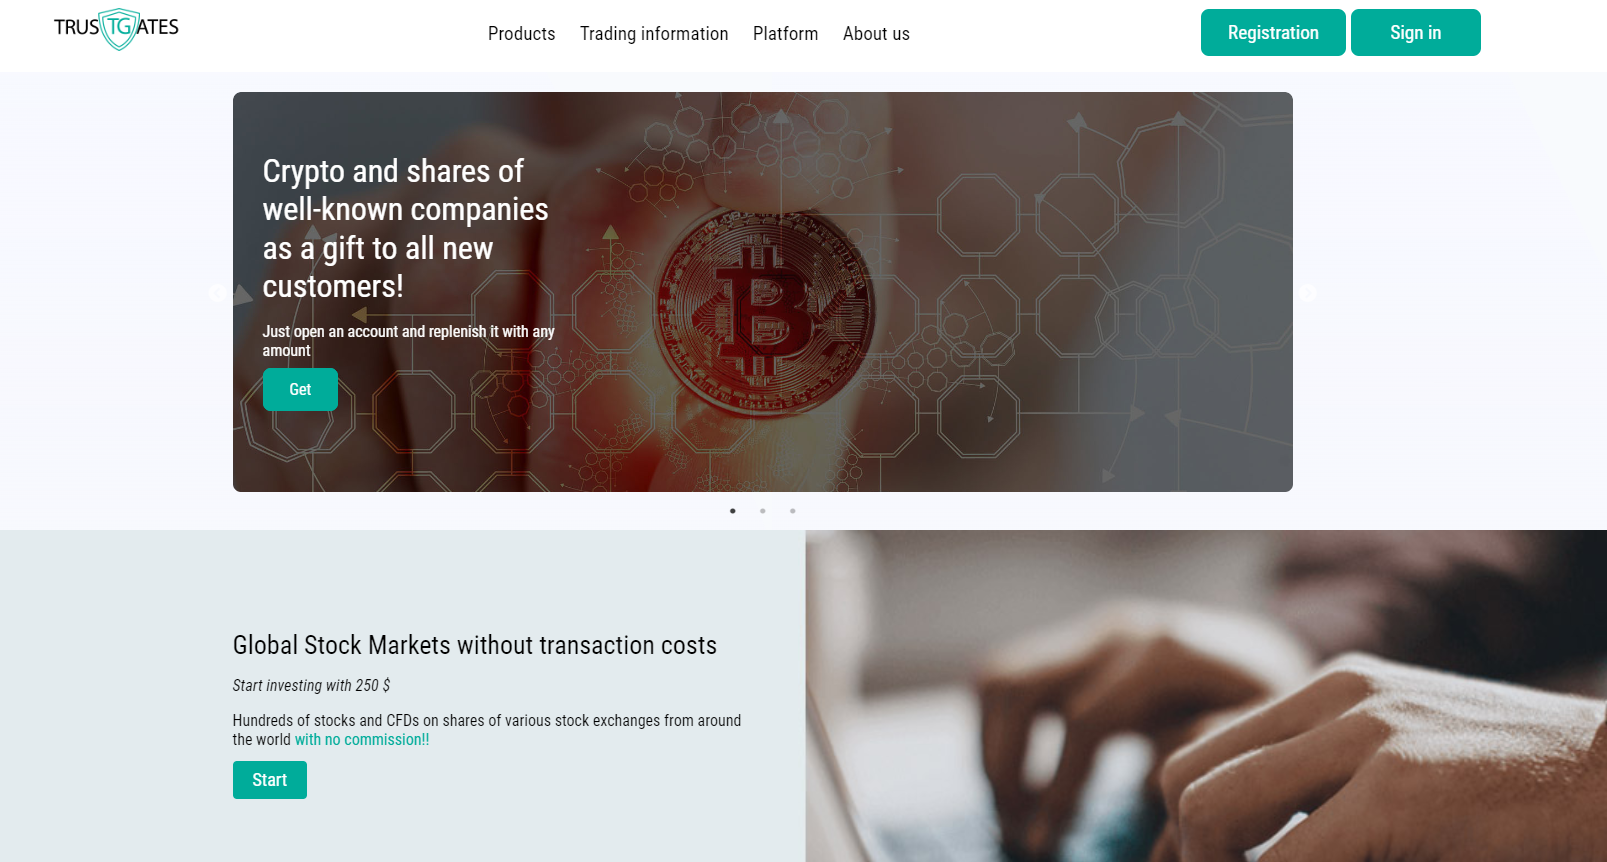 TRUSTGATES
Products
Trading information
Platform
About us
Registration
Sign in
Crypto and shares of
well-known companies
as a gift to all new
customers!
Just open an account and replenish it with any
amount
Get
Global Stock Markets without transaction costs
Start investing with 250 $
Hundreds of stocks and CFDs on shares of various stock exchanges from around
the world with no commission!!
Start